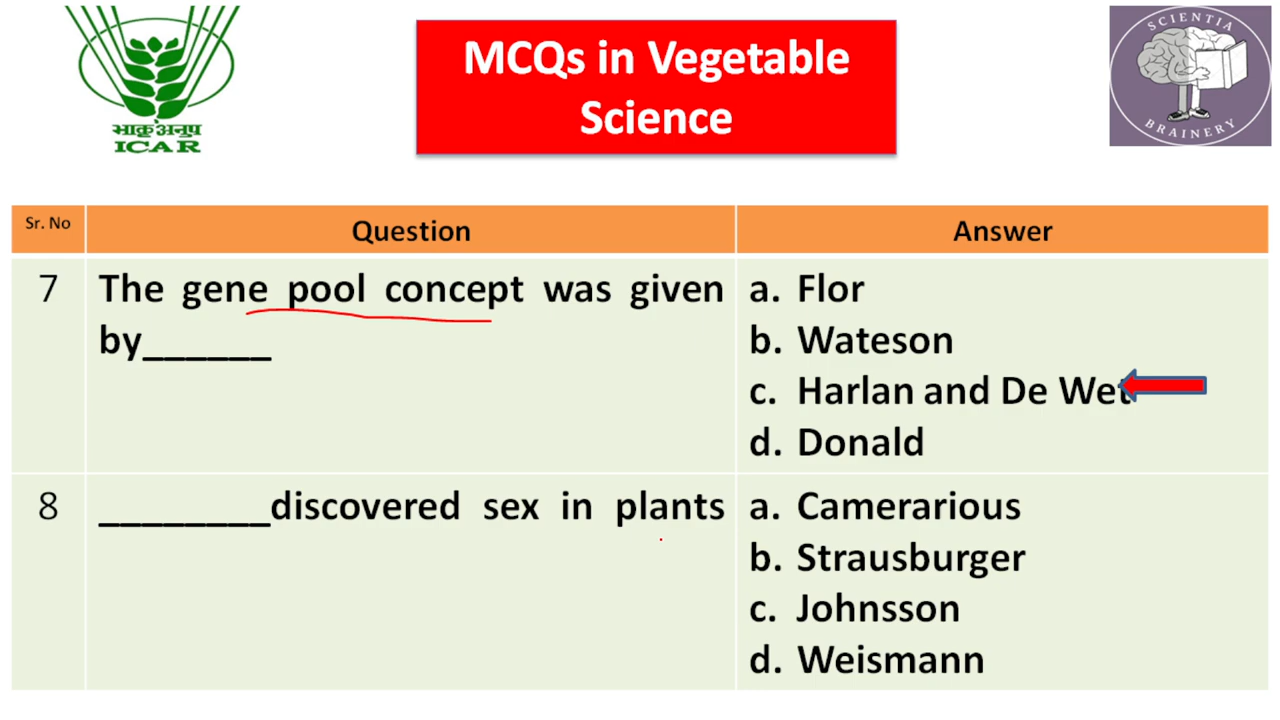 भाकृअनुप
ICAR
MCQs in Vegetable
Science
SCIENTIA
BRAINERY
Sr. No
Question
Answer
7
The gene pool concept was given
by______
a. Flor
b. Wateson
c. Harlan and De Wet
d. Donald
8
________discovered sex in plants
a. Camerarious
b. Strausburger
c. Johnsson
d. Weismann